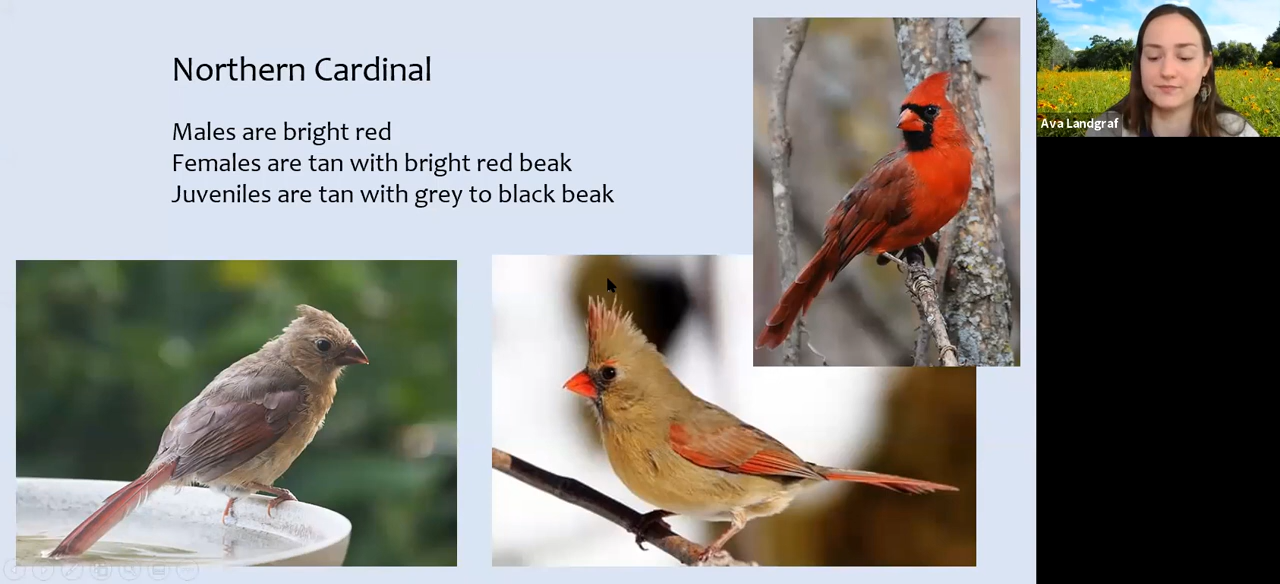 Northern Cardinal
Males are bright red
Females are tan with bright red beak
Juveniles are tan with grey to black beak
Ava Landgraf